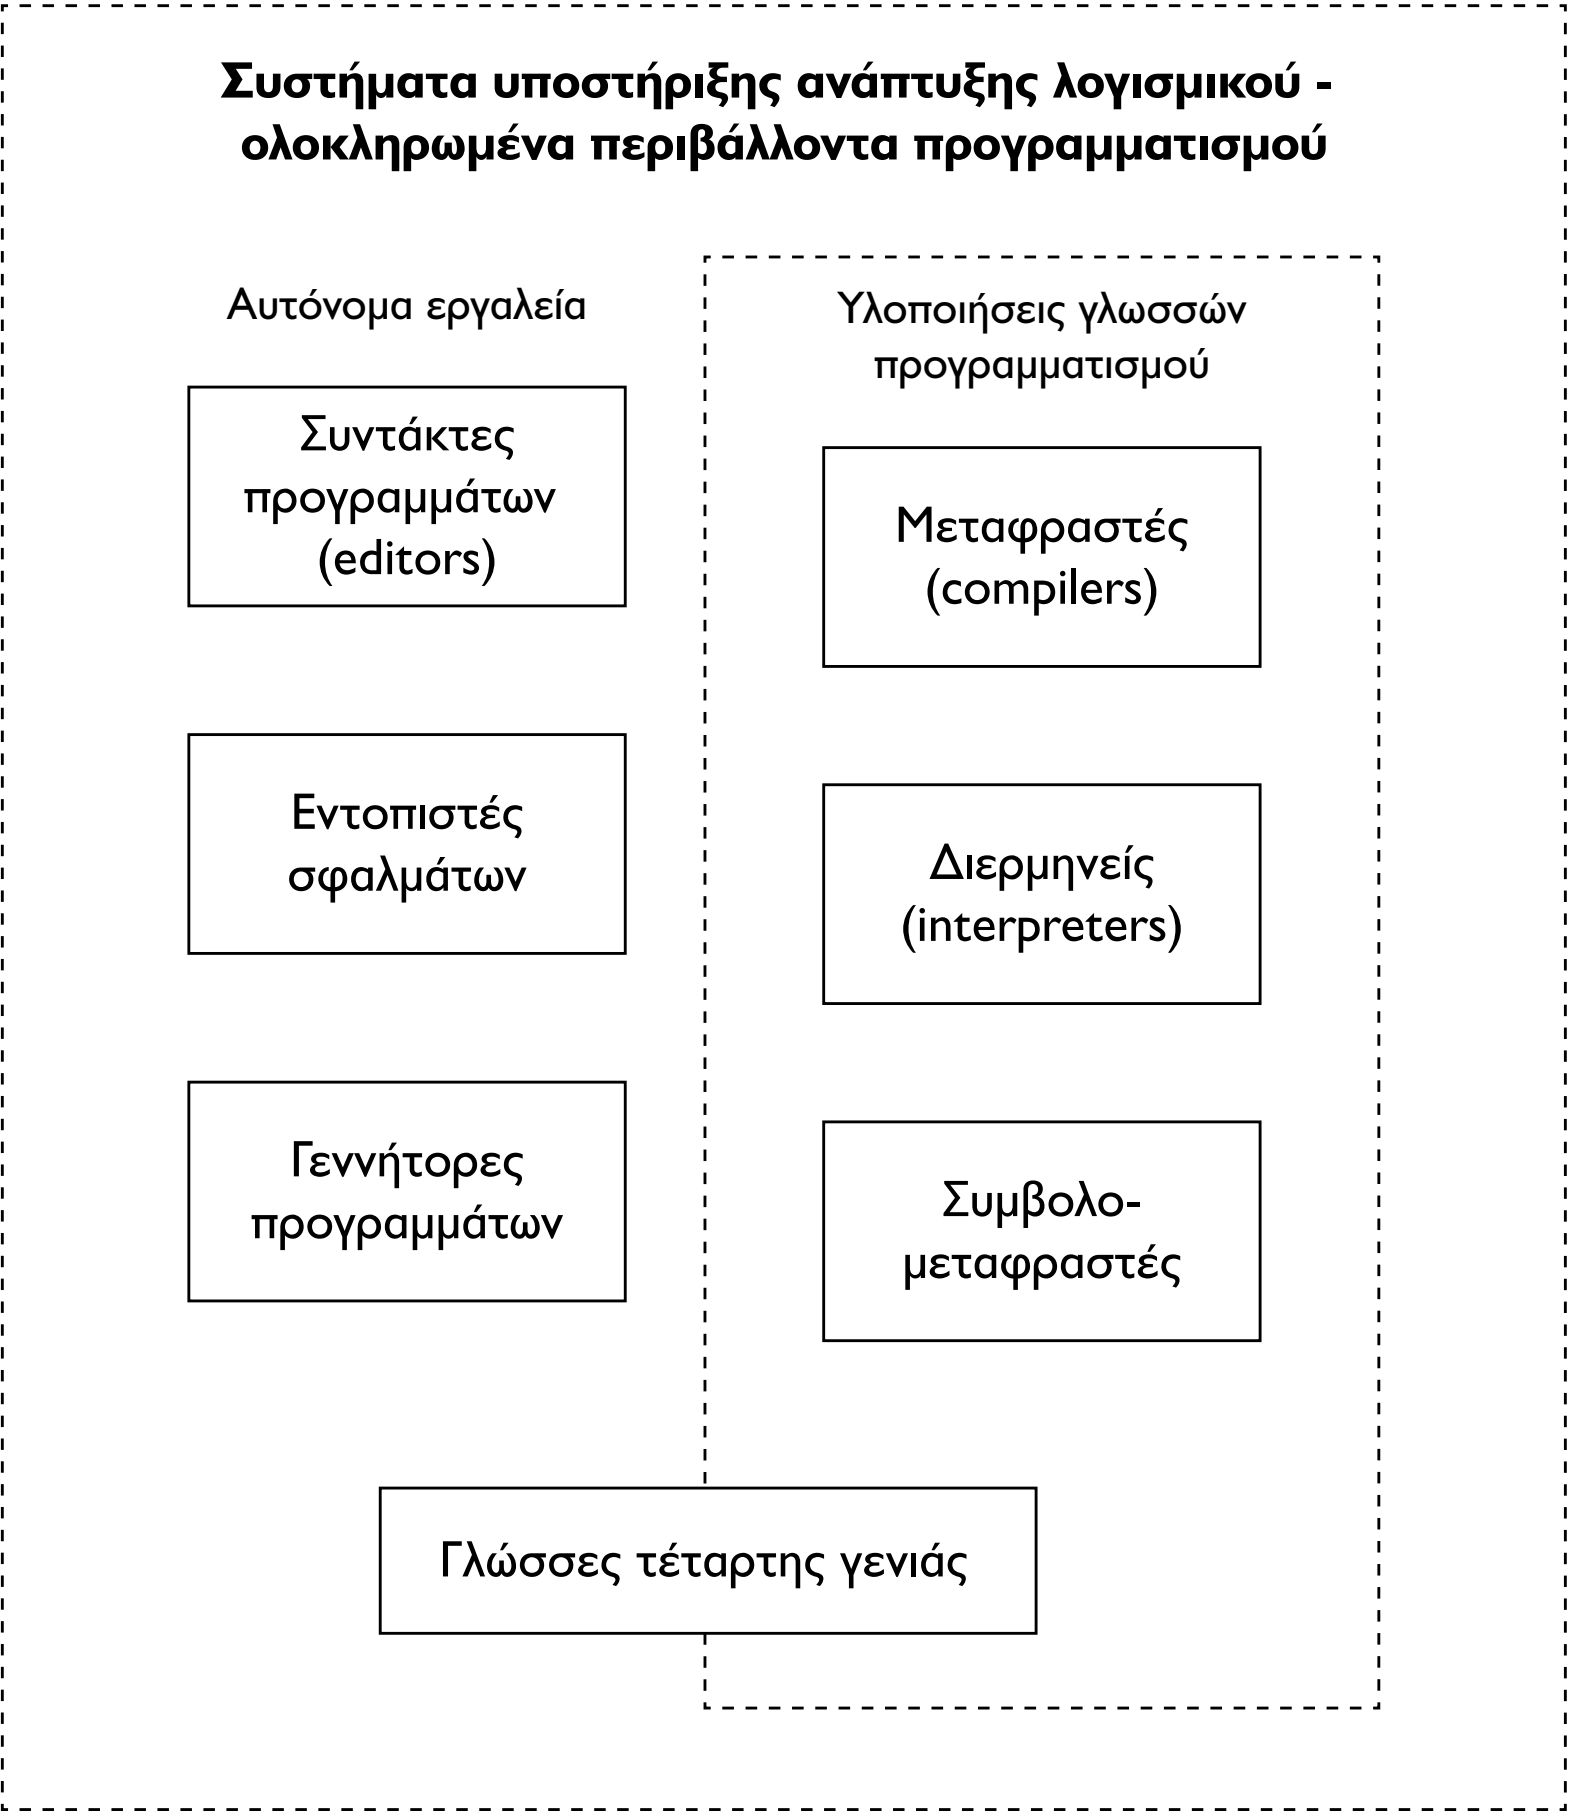 Συστήματα υποστήριξης ανάπτυξης λογισμικού -
ολοκληρωμένα περιβάλλοντα προγραμματισμού
Αυτόνομα εργαλεία
Συντάκτες
προγραμμάτων
(editors)
Εντοπιστές
σφαλμάτων
Γεννήτορες
προγραμμάτων
Υλοποιήσεις γλωσσών
προγραμματισμού
Μεταφραστές
(compilers)
Διερμηνείς
(interpreters)
Συμβολο-
μεταφραστές
Γλώσσες τέταρτης γενιάς